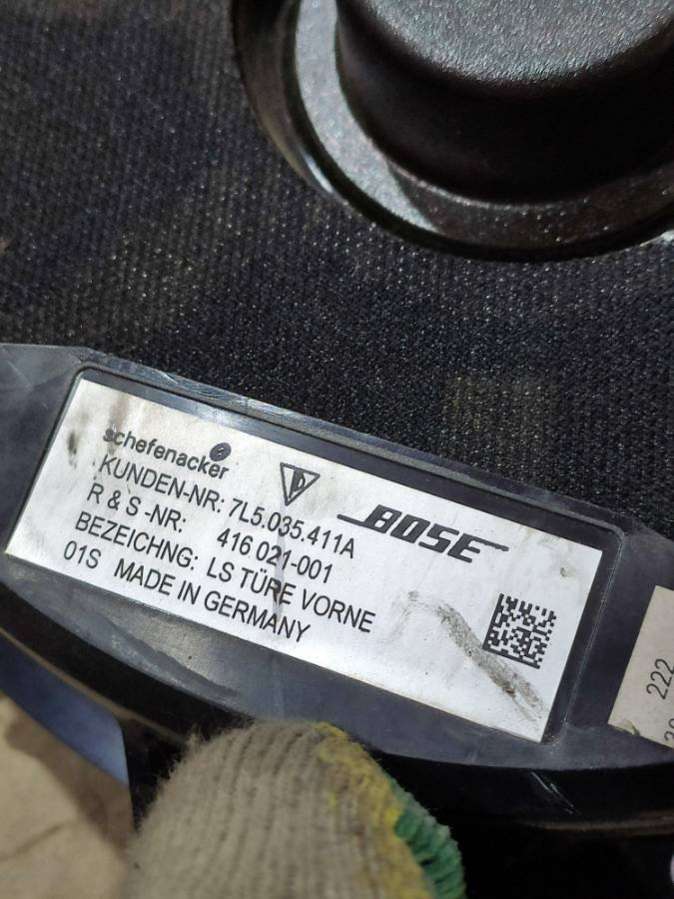 schefenacker
BOSE
KUNDEN-NR: 7L5.035.411A
R & S -NR: 416 021-001
BEZEICHNG: LS TÜRE VORNE
01S MADE IN GERMANY
222